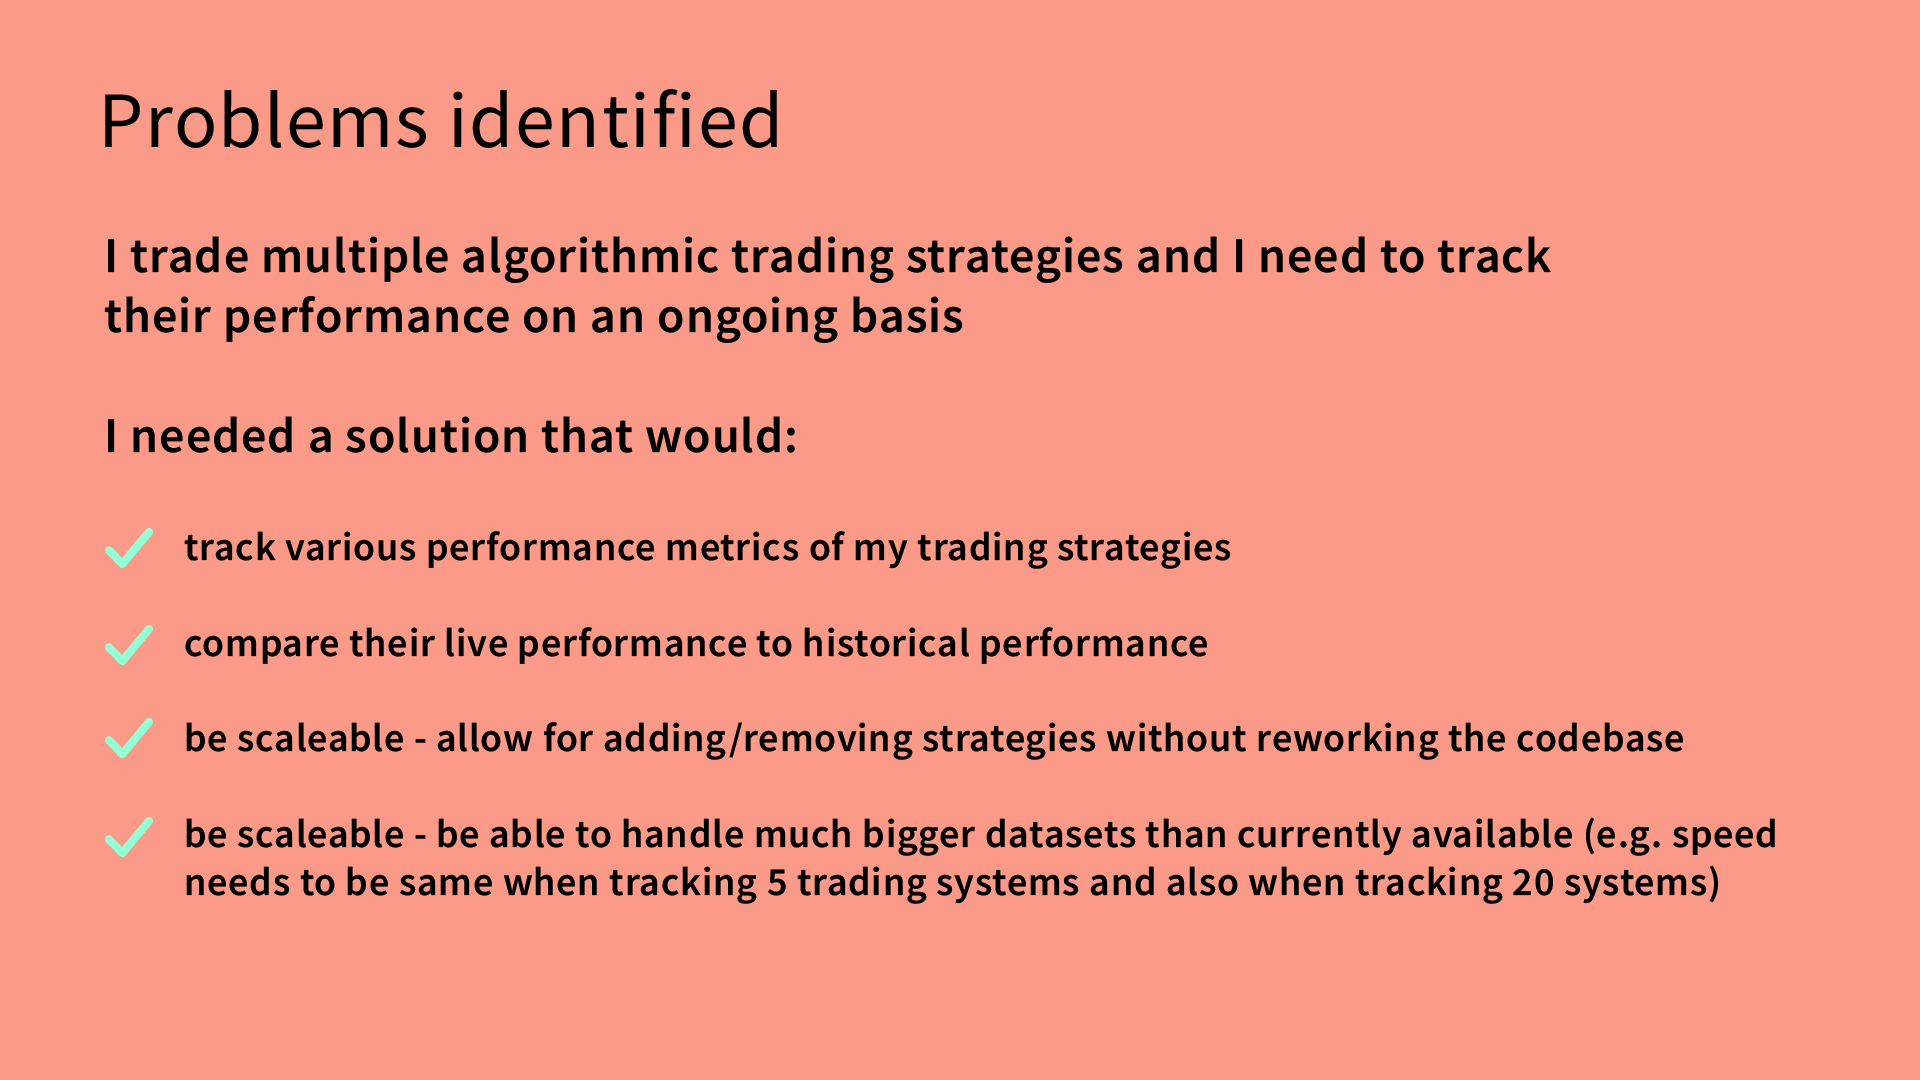 Problems identified
I trade multiple algorithmic trading strategies and I need to track
their performance on an ongoing basis
I needed a solution that would:
track various performance metrics of my trading strategies
compare their live performance to historical performance
be scaleable - allow for adding/removing strategies without reworking the codebase
be scaleable - be able to handle much bigger datasets than currently available (e.g. speed
needs to be same when tracking 5 trading systems and also when tracking 20 systems)